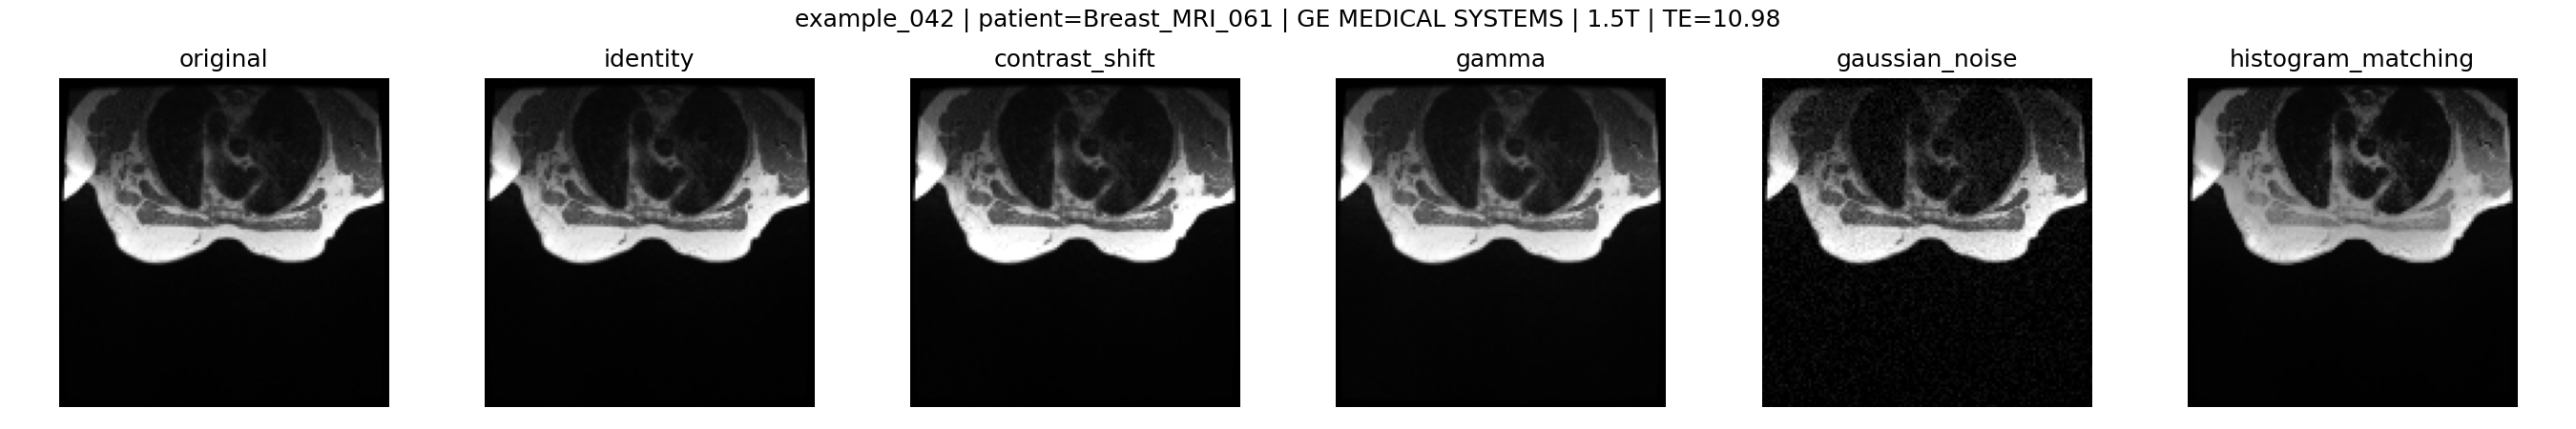 example_042 | patient=Breast_MRI_061 | GE MEDICAL SYSTEMS | 1.5T | TE=10.98
original
identity
contrast_shift
gamma
gaussian_noise
histogram_matching